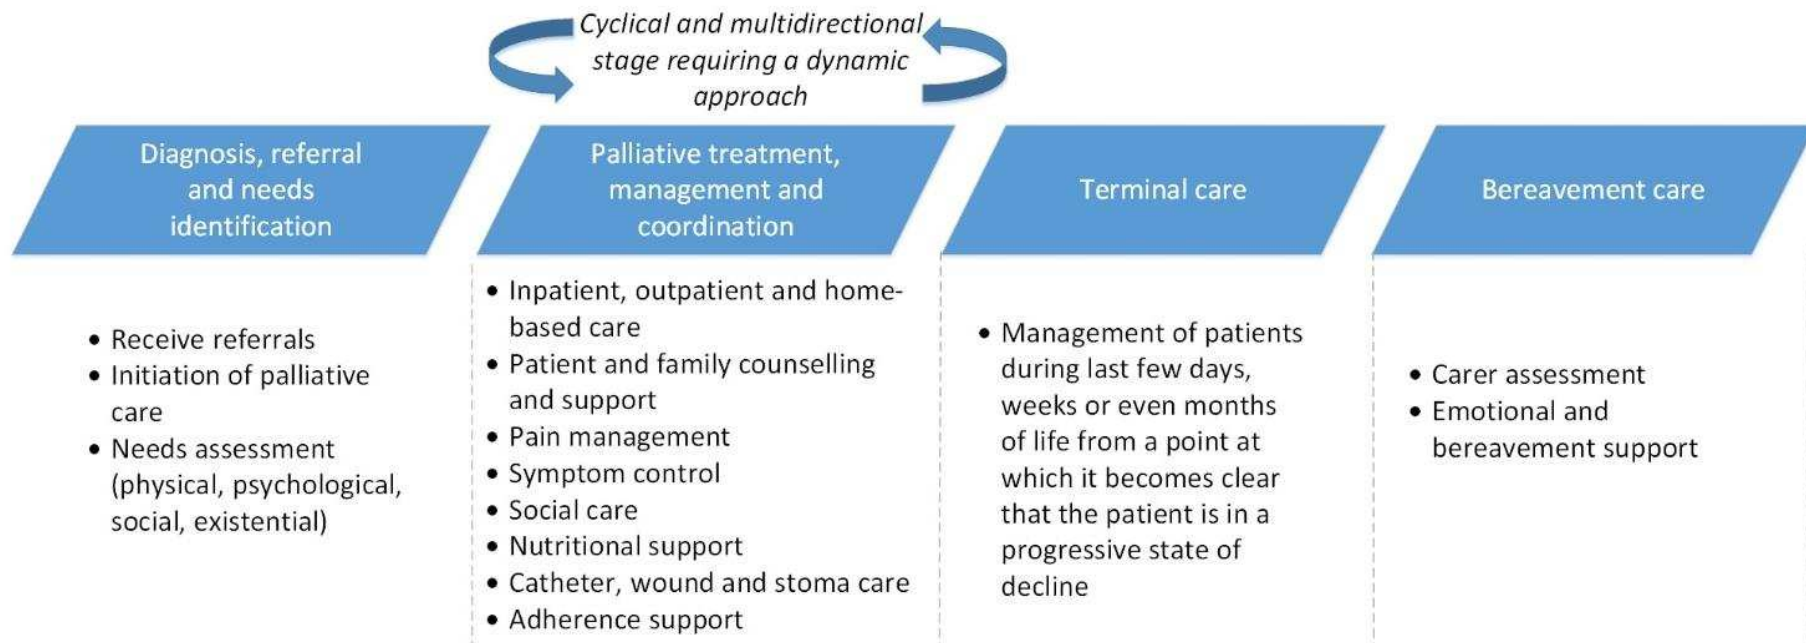 Cyclical and multidirectional
stage requiring a dynamic
approach
Diagnosis, referral
and needs
identification
Palliative treatment,
management and
coordination
Terminal care
Bereavement care
• Receive referrals
• Initiation of palliative
care
• Needs assessment
(physical, psychological,
social, existential)
• Inpatient, outpatient and home-
based care
• Patient and family counselling
and support
• Pain management
• Symptom control
• Social care
• Nutritional support
• Catheter, wound and stoma care
• Adherence support
• Management of patients
during last few days,
weeks or even months
of life from a point at
which it becomes clear
that the patient is in a
progressive state of
decline
• Carer assessment
• Emotional and
bereavement support